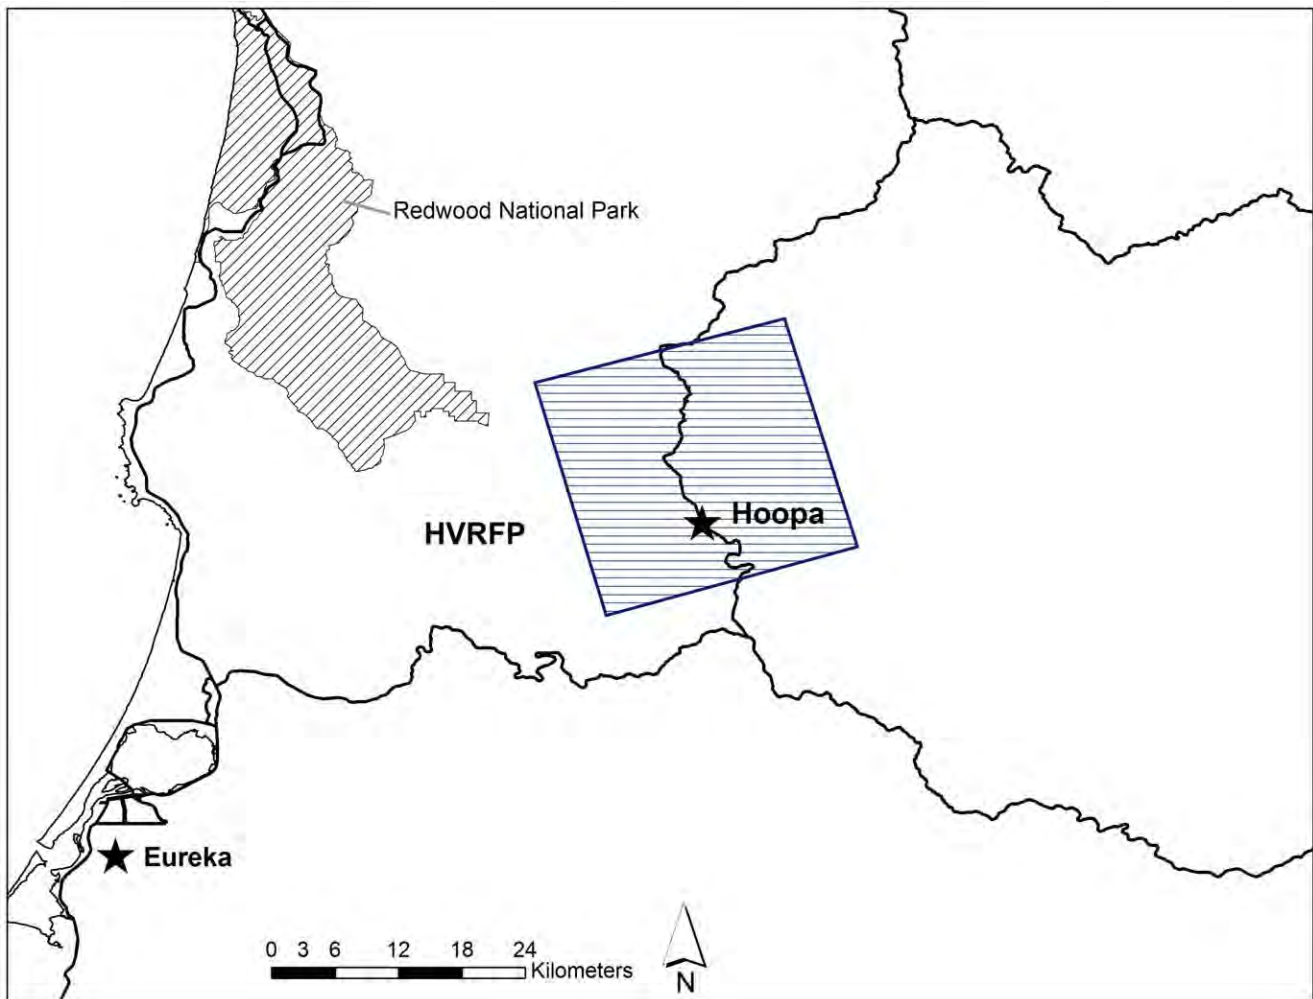 Redwood National Park
Hoopa
HVRFP
Eureka
0 3 6 12 18 24
Kilometers
N